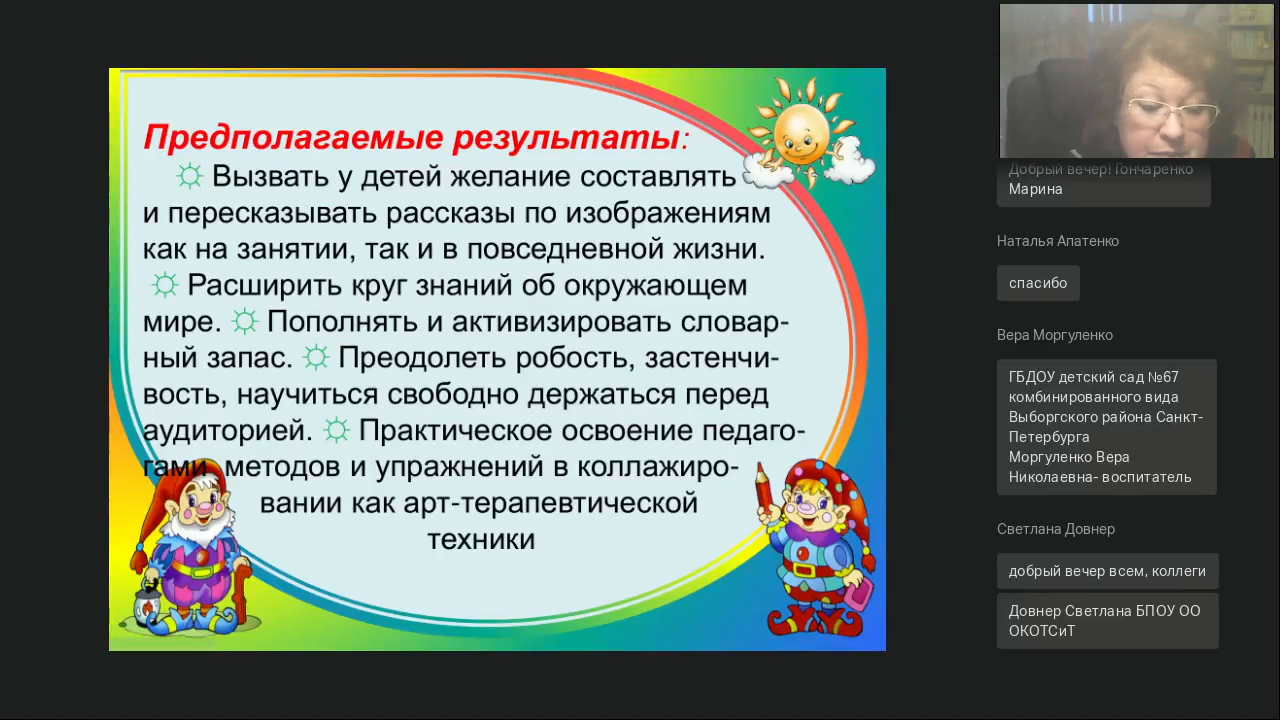 Предполагаемые результаты:
☼ Вызвать у детей желание составлять
и пересказывать рассказы по изображениям
как на занятии, так и в повседневной жизни.
☼ Расширить круг знаний об окружающем
мире. ☼ Пополнять и активизировать словар-
ный запас. ☼ Преодолеть робость, застенчи-
вость, научиться свободно держаться перед
аудиторией. ☼ Практическое освоение педаго-
гами методов и упражнений в коллажиро-
вании как арт-терапевтической
техники
Добрый вечер! Гончаренко
Марина
Наталья Апатенко
спасибо
Вера Моргуленко
ГБДОУ детский сад №67
комбинированного вида
Выборгского района Санкт-
Петербурга
Моргуленко Вера
Николаевна- воспитатель
Светлана Довнер
добрый вечер всем, коллеги
Довнер Светлана БПОУ ОО
ОКОТСиТ